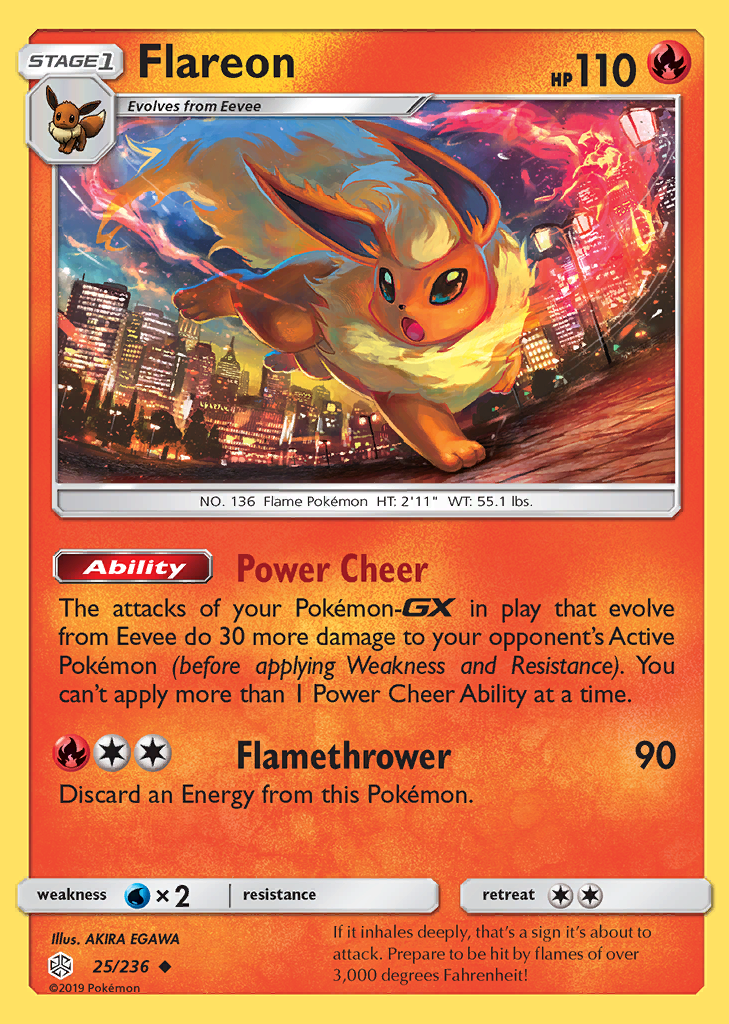 STAGE 1 Flareon HP 110
Evolves from Eevee
NO. 136 Flame Pokémon HT: 2'11" WT: 55.1 lbs.
Ability Power Cheer
The attacks of your Pokémon-GX in play that evolve
from Eevee do 30 more damage to your opponent's Active
Pokémon (before applying Weakness and Resistance). You
can't apply more than 1 Power Cheer Ability at a time.
Flamethrower 90
Discard an Energy from this Pokémon.
weakness × 2 resistance retreat
Illus. AKIRA EGAWA
25/236
©2019 Pokémon
If it inhales deeply, that's a sign it's about to
attack. Prepare to be hit by flames of over
3,000 degrees Fahrenheit!